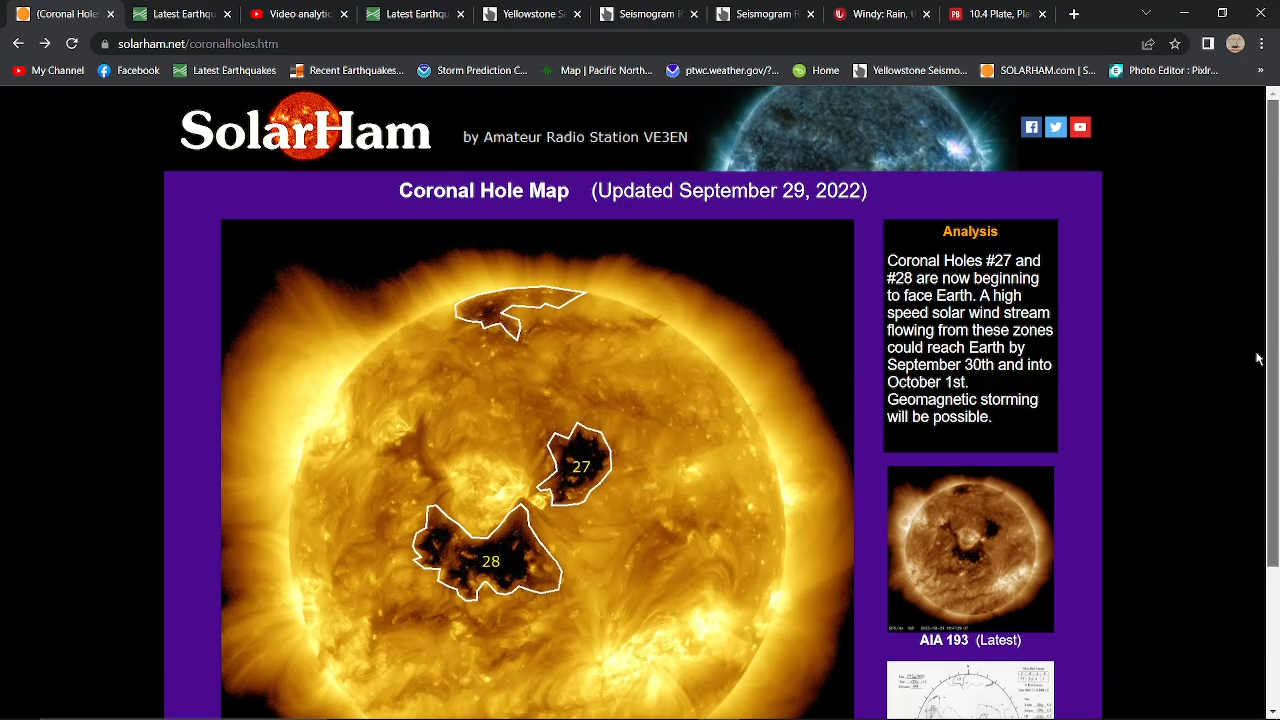 (Corona Holes
Latest Earthqu
Video analytic
Latest Earthqu
Yellowstone S
Seismogram R
Seismogram R
Windy: Rain, t
10.4 Plate, Pla
solarham.net/coronalholes.htm
My Channel
Facebook
Latest Earthquakes
Recent Earthquakes...
Storm Prediction C...
Map | Pacific North...
ptwc.weather.gov/?...
Home
Yellowstone Seismo...
SOLARHAM.com | S...
Photo Editor : Pixlr...
»
SolarHam
by Amateur Radio Station VE3EN
Coronal Hole Map (Updated September 29, 2022)
27
28
Analysis
Coronal Holes #27 and
#28 are now beginning
to face Earth. A high
speed solar wind stream
flowing from these zones
could reach Earth by
September 30th and into
October 1st.
Geomagnetic storming
will be possible.
AIA 193 (Latest)